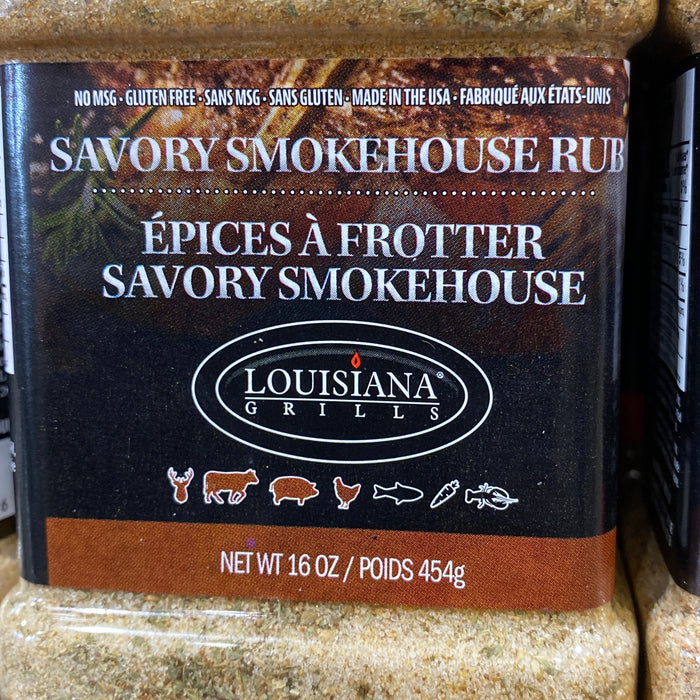 NO MSG • GLUTEN FREE • SANS MSG • SANS GLUTEN • MADE IN THE USA • FABRIQUÉ AUX ÉTATS-UNIS
SAVORY SMOKEHOUSE RUB
ÉPICES À FROTTER
SAVORY SMOKEHOUSE
LOUISIANA®
GRILLS
NET WT 16 OZ / POIDS 454g